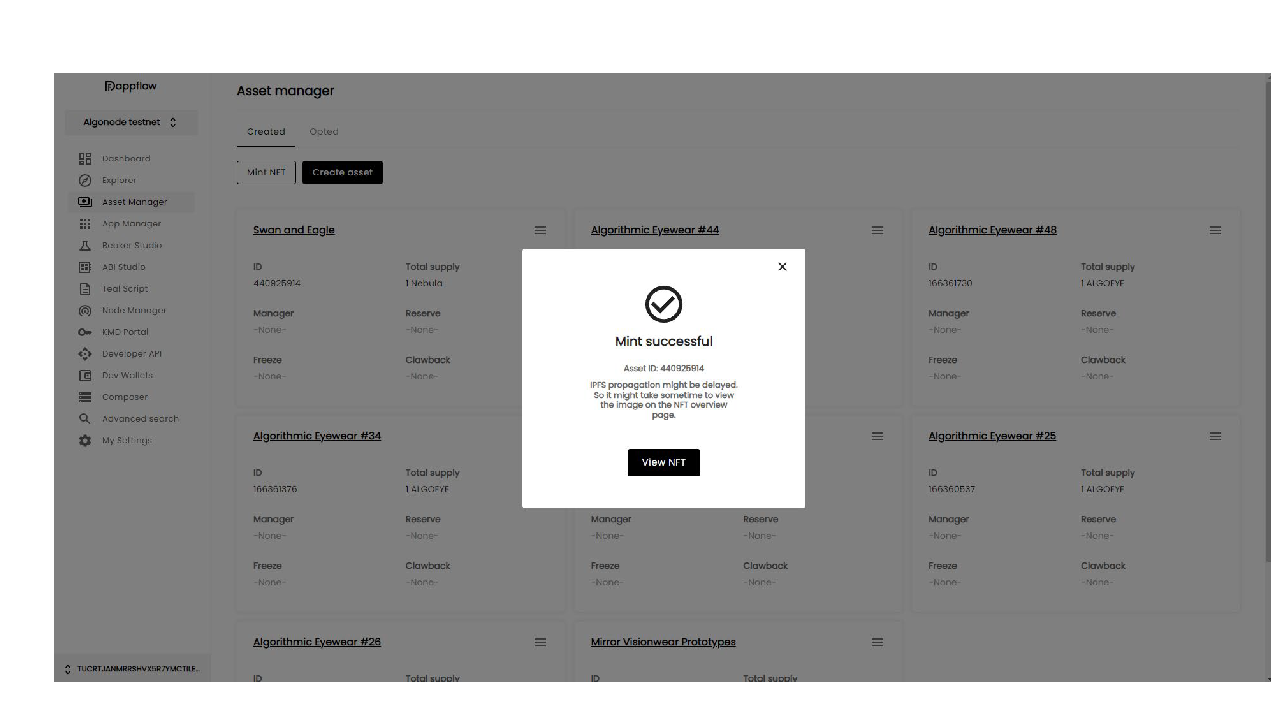 Dappflow
Algonode testnet
Dashboard
Explorer
Asset Manager
App Manager
Beaker Studio
ABI Studio
Teal Script
Node Manager
KMD Portal
Developer API
Dev Wallets
Composer
Advanced search
My Settings
Asset manager
Created Opted
Mint NFT Create asset
Swan and Eagle
ID Total supply
440925914 1 Nebula
Manager Reserve
-None- -None-
Freeze Clawback
-None- -None-
Algorithmic Eyewear #44
Algorithmic Eyewear #48
ID Total supply
166361730 1 ALGOEYE
Manager Reserve
-None- -None-
Freeze Clawback
-None- -None-
Mint successful
Asset ID: 440925914
IPFS propagation might be delayed.
So it might take sometime to view
the image on the NFT overview
page.
View NFT
Algorithmic Eyewear #34
ID Total supply
166361376 1 ALGOEYE
Manager Reserve
-None- -None-
Freeze Clawback
-None- -None-
Manager Reserve
-None- -None-
Freeze Clawback
-None- -None-
Algorithmic Eyewear #25
ID Total supply
166360537 1 ALGOEYE
Manager Reserve
-None- -None-
Freeze Clawback
-None- -None-
Algorithmic Eyewear #26
ID Total supply
Mirror Visionwear Prototypes
ID Total supply